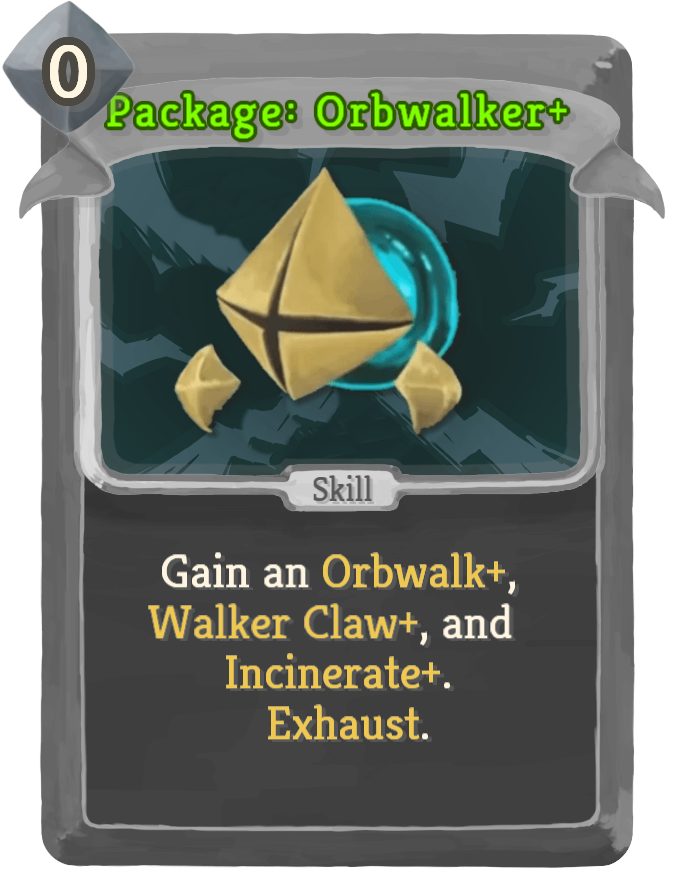 0
Package: Orbwalker+
Skill
Gain an Orbwalk+,
Walker Claw+, and
Incinerate+.
Exhaust.